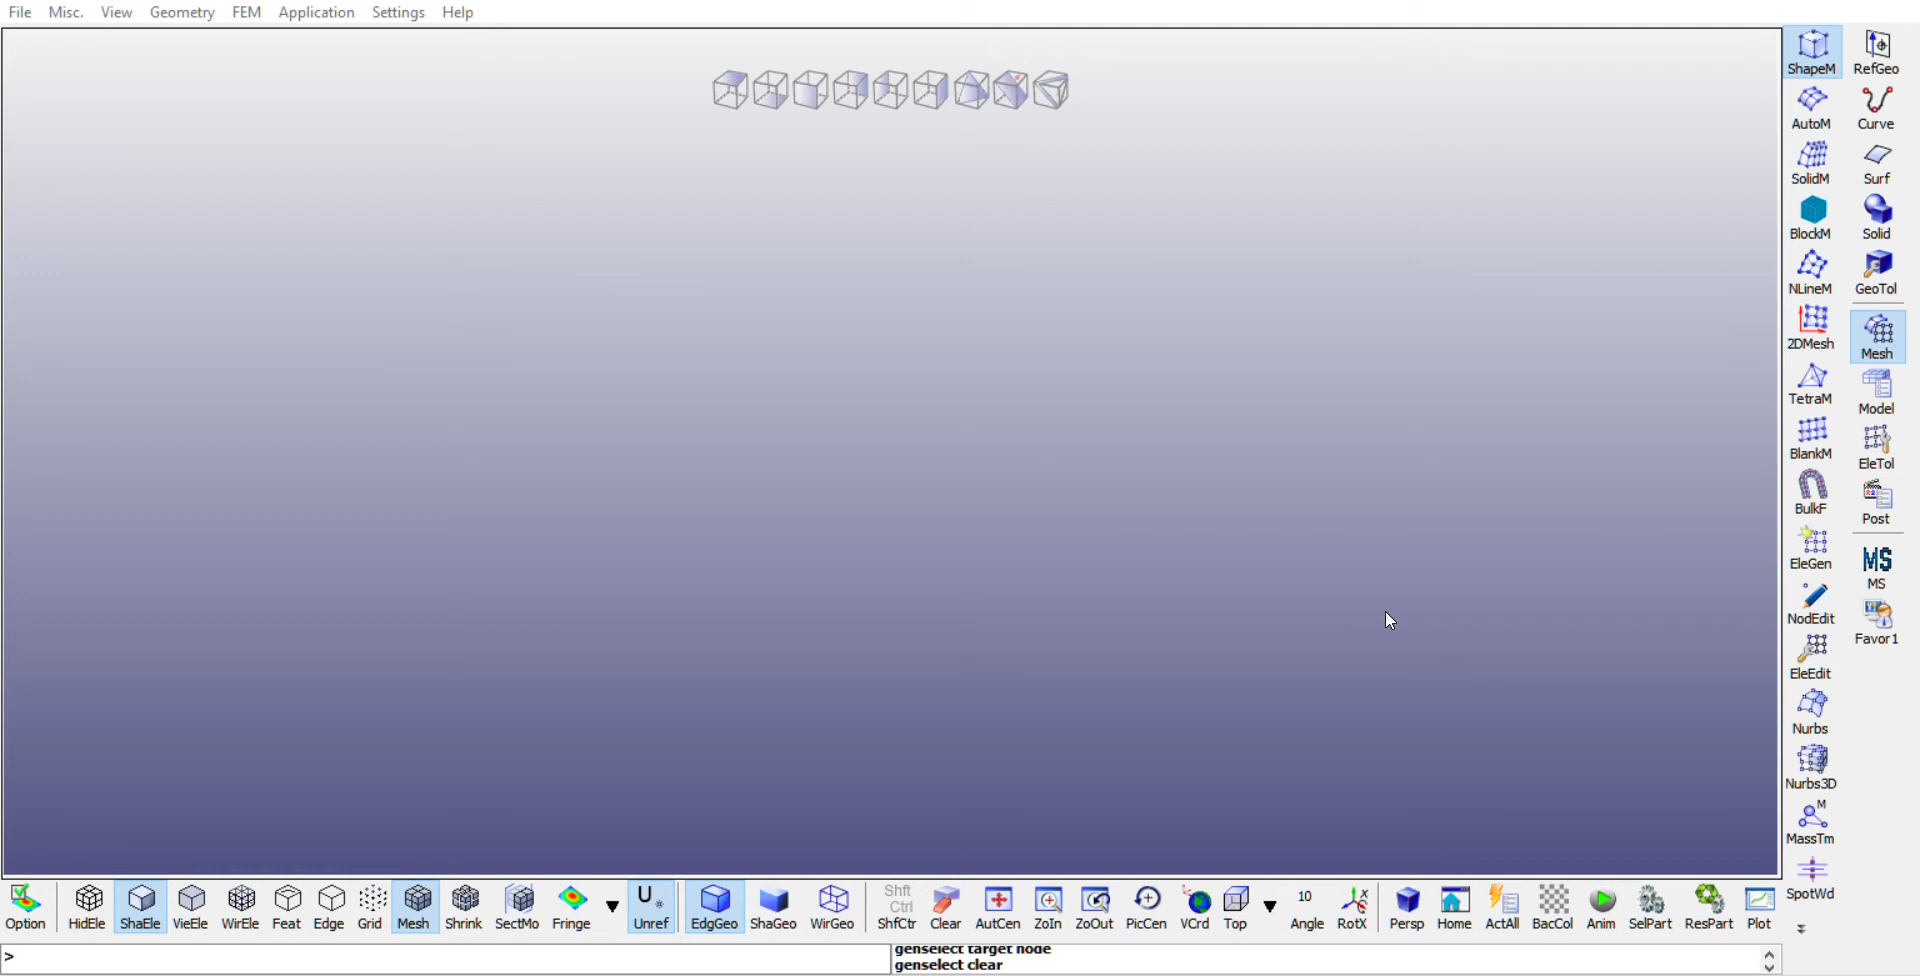 File Misc. View Geometry FEM Application Settings Help
ShapeM RefGeo
AutoM Curve
SolidM Surf
BlockM Solid
NLineM GeoTol
2DMesh Mesh
TetraM Model
BlankM EleTol
BulkF Post
EleGen MS
MS
NodEdit Favor1
EleEdit
Nurbs
Nurbs3D
M
MassTm
SpotWd
U Shft
Ctrl 10
Option HidEle ShaEle VieEle WirEle Feat Edge Grid Mesh Shrink SectMo Fringe Unref EdgGeo ShaGeo WirGeo ShfCtr Clear AutCen ZoIn ZoOut PicCen VCrd Top Angle RotX Persp Home ActAll BacCol Anim SelPart ResPart Plot
> genselect target node
genselect clear